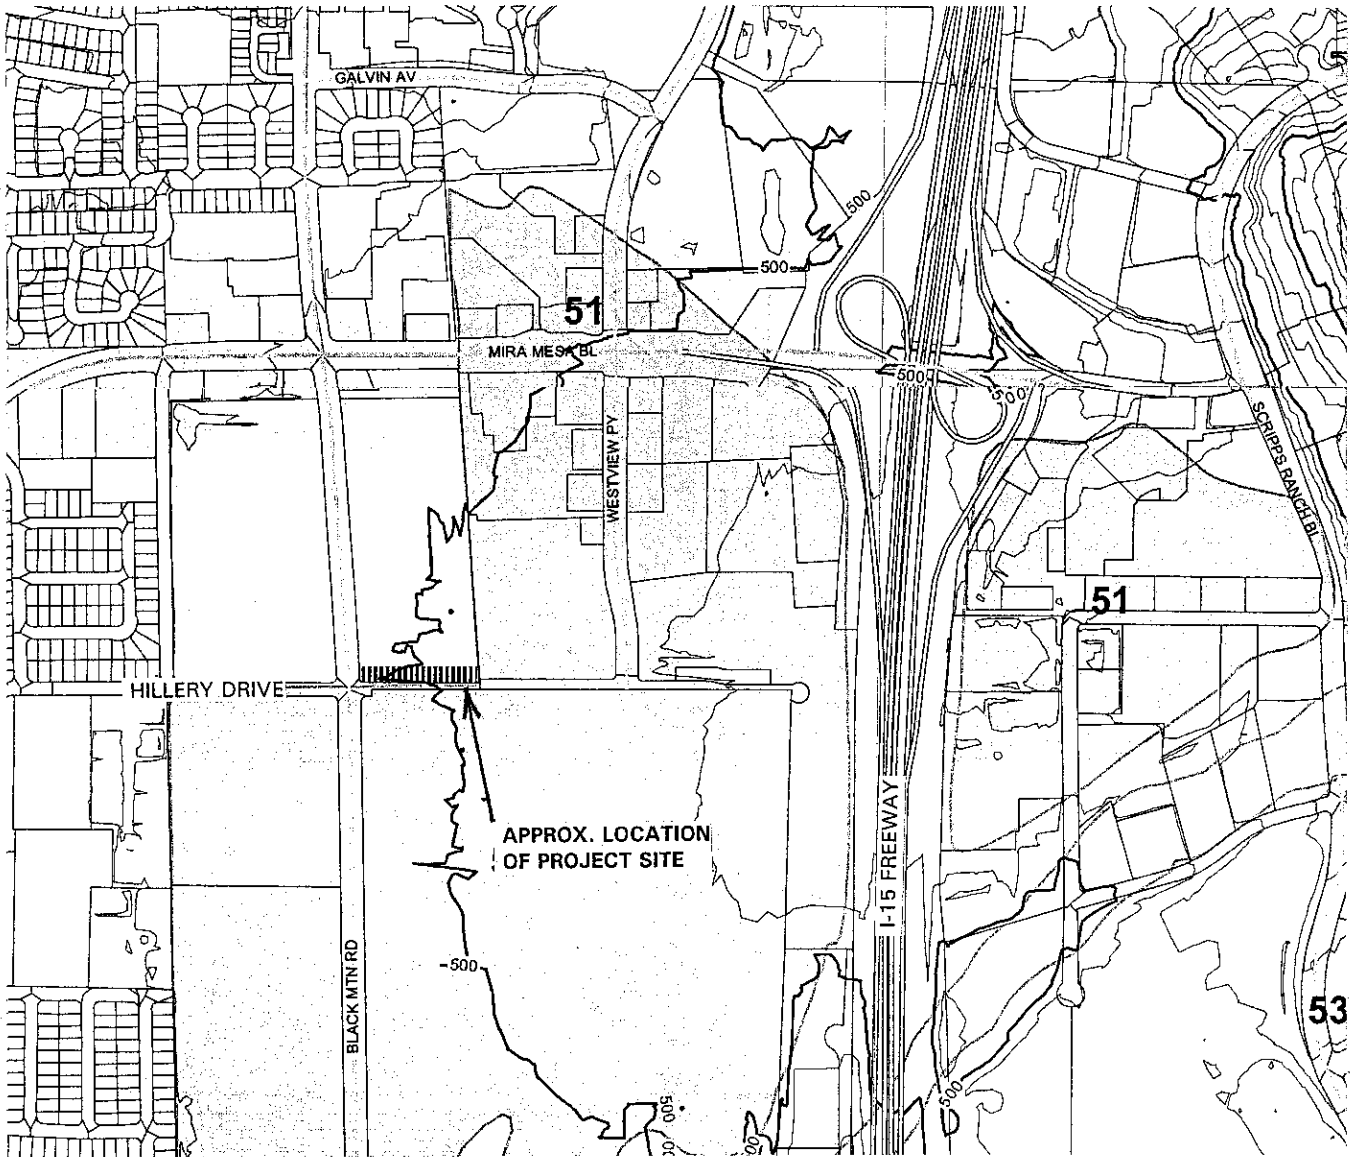 GALVIN AV
500
500
51
MIRA MESA BL
500
500
SCRIPPS RANCH BL
WESTVIEW PY
51
HILLERY DRIVE
I-15 FREEWAY
APPROX. LOCATION
OF PROJECT SITE
BLACK MTN RD
500
53
500
500